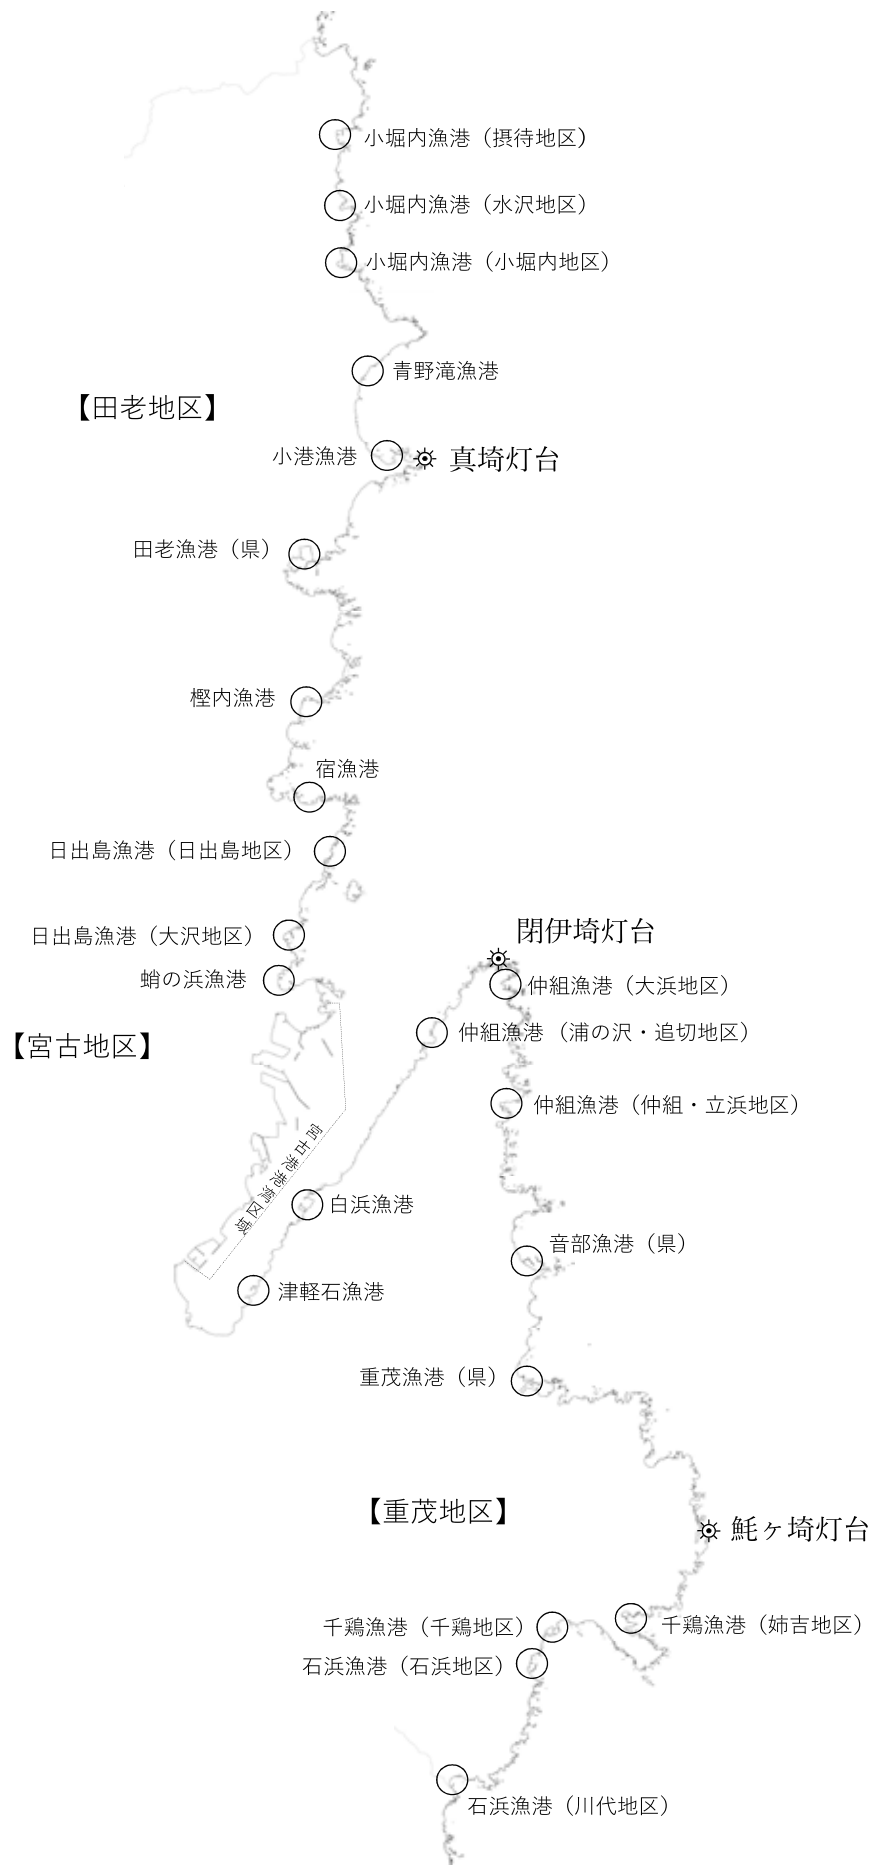 小堀内漁港（摂待地区）
小堀内漁港（水沢地区）
小堀内漁港（小堀内地区）
青野滝漁港
【田老地区】
小港漁港
真埼灯台
田老漁港（県）
樫内漁港
宿漁港
日出島漁港（日出島地区）
閉伊埼灯台
日出島漁港（大沢地区）
蛸の浜漁港
仲組漁港（大浜地区）
仲組漁港（浦の沢・追切地区）
【宮古地区】
仲組漁港（仲組・立浜地区）
宮古港港湾区域
白浜漁港
音部漁港（県）
津軽石漁港
重茂漁港（県）
【重茂地区】
魹ヶ埼灯台
千鶏漁港（千鶏地区）
千鶏漁港（姉吉地区）
石浜漁港（石浜地区）
石浜漁港（川代地区）